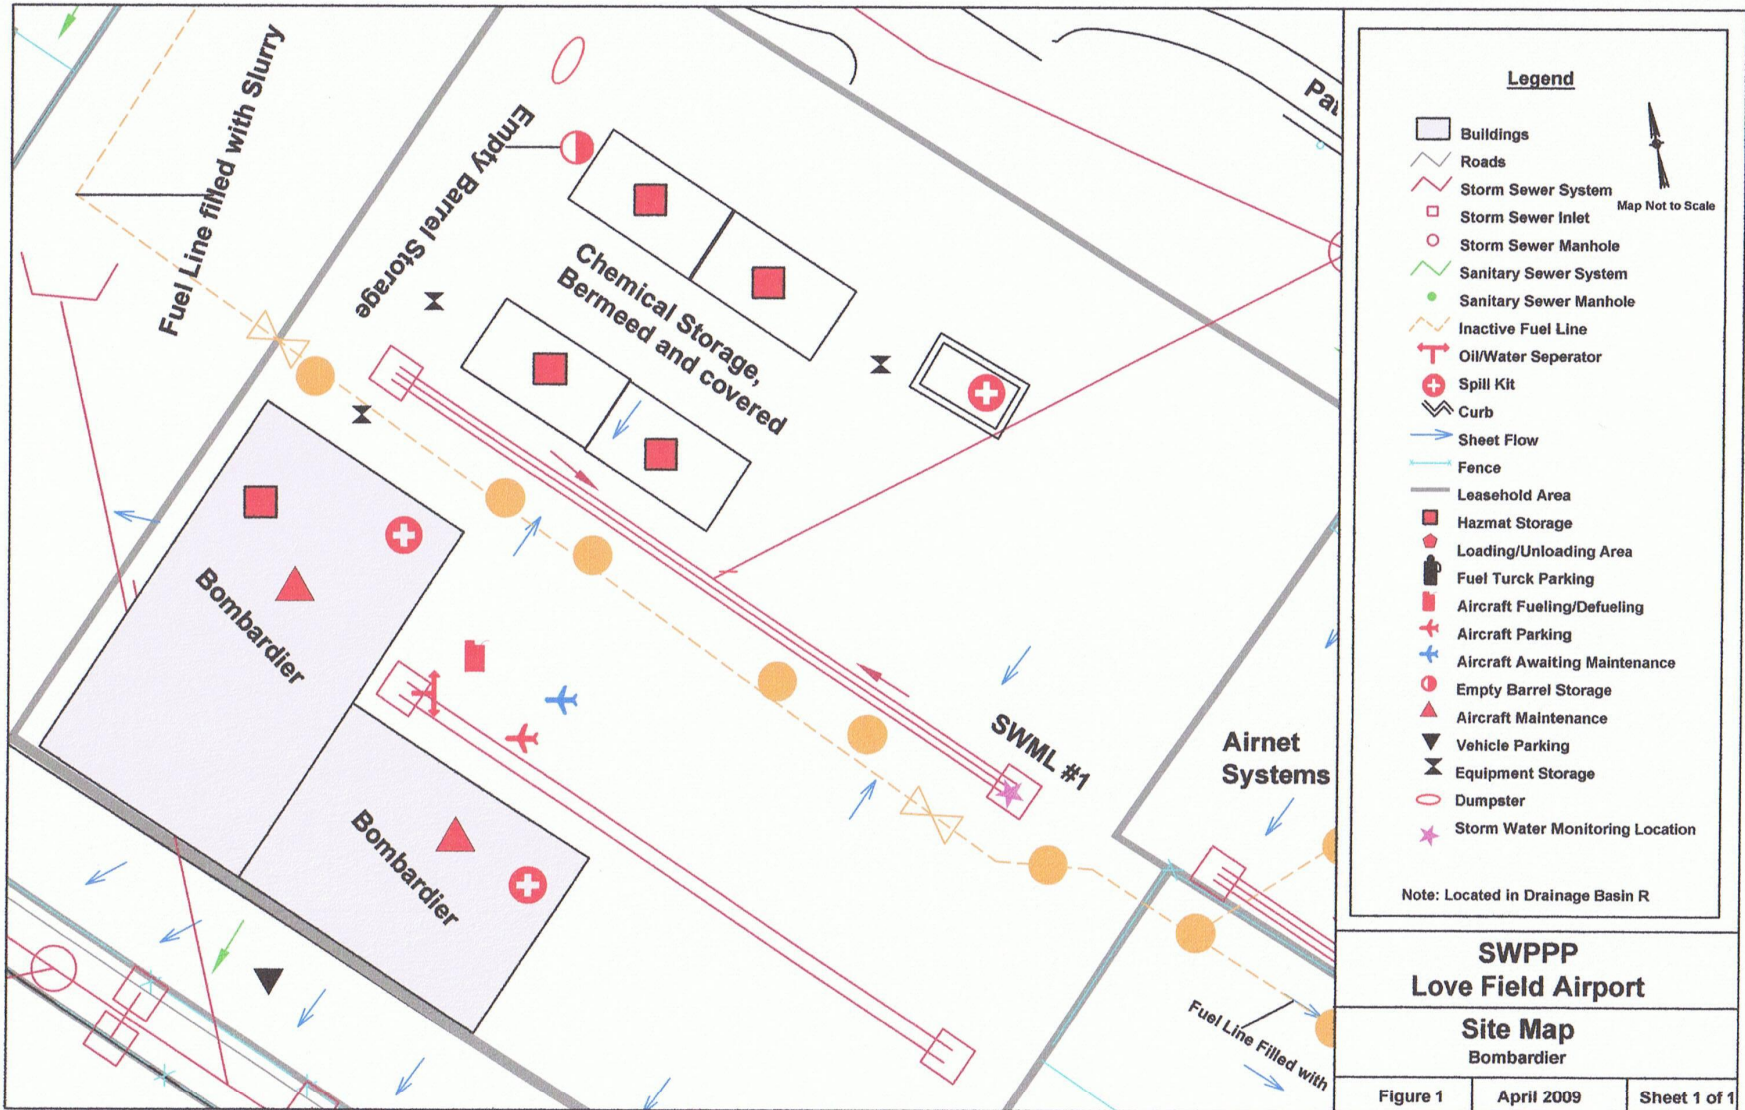 Fuel Line filled with Slurry
Empty Barrel Storage
Chemical Storage,
Bermeed and covered
Bombardier
Bombardier
SWML #1
Airnet
Systems
Fuel Line Filled with
Legend
Buildings
Roads
Storm Sewer System
Map Not to Scale
Storm Sewer Inlet
Storm Sewer Manhole
Sanitary Sewer System
Sanitary Sewer Manhole
Inactive Fuel Line
Oil/Water Seperator
Spill Kit
Curb
Sheet Flow
Fence
Leasehold Area
Hazmat Storage
Loading/Unloading Area
Fuel Turck Parking
Aircraft Fueling/Defueling
Aircraft Parking
Aircraft Awaiting Maintenance
Empty Barrel Storage
Aircraft Maintenance
Vehicle Parking
Equipment Storage
Dumpster
Storm Water Monitoring Location
Note: Located in Drainage Basin R
SWPPP
Love Field Airport
Site Map
Bombardier
Figure 1
April 2009
Sheet 1 of 1